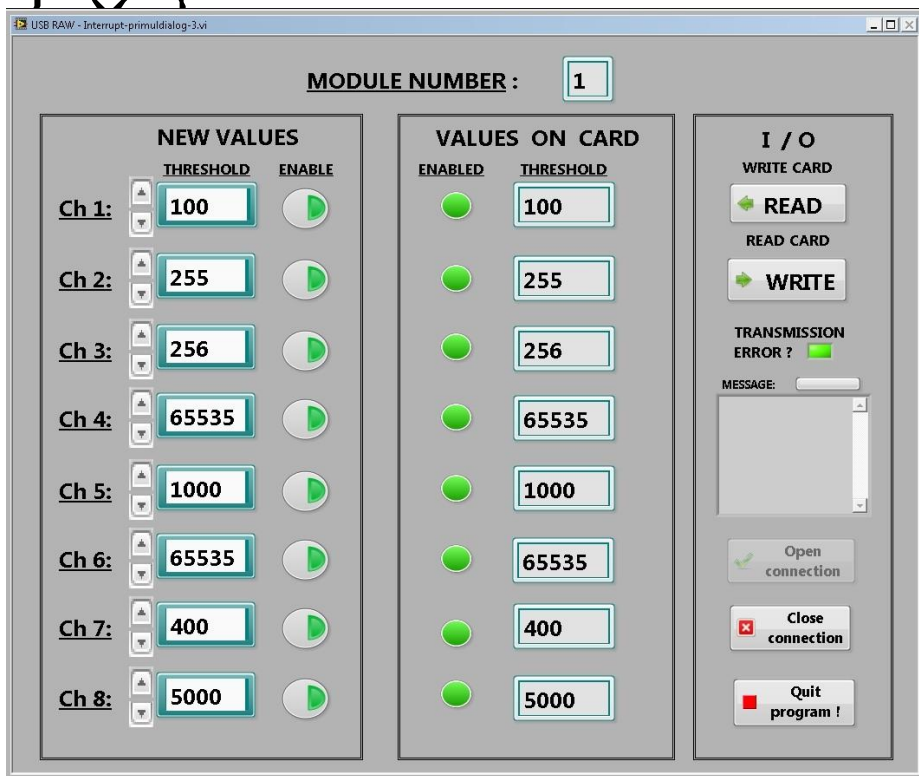 USB RAW - Interrupt-primuldialog-3.vi
MODULE NUMBER : 1
NEW VALUES
THRESHOLD ENABLE
Ch 1: 100
Ch 2: 255
Ch 3: 256
Ch 4: 65535
Ch 5: 1000
Ch 6: 65535
Ch 7: 400
Ch 8: 5000
VALUES ON CARD
ENABLED THRESHOLD
100
255
256
65535
1000
65535
400
5000
I / O
WRITE CARD
READ
READ CARD
WRITE
TRANSMISSION
ERROR ?
MESSAGE:
Open
connection
Close
connection
Quit
program !